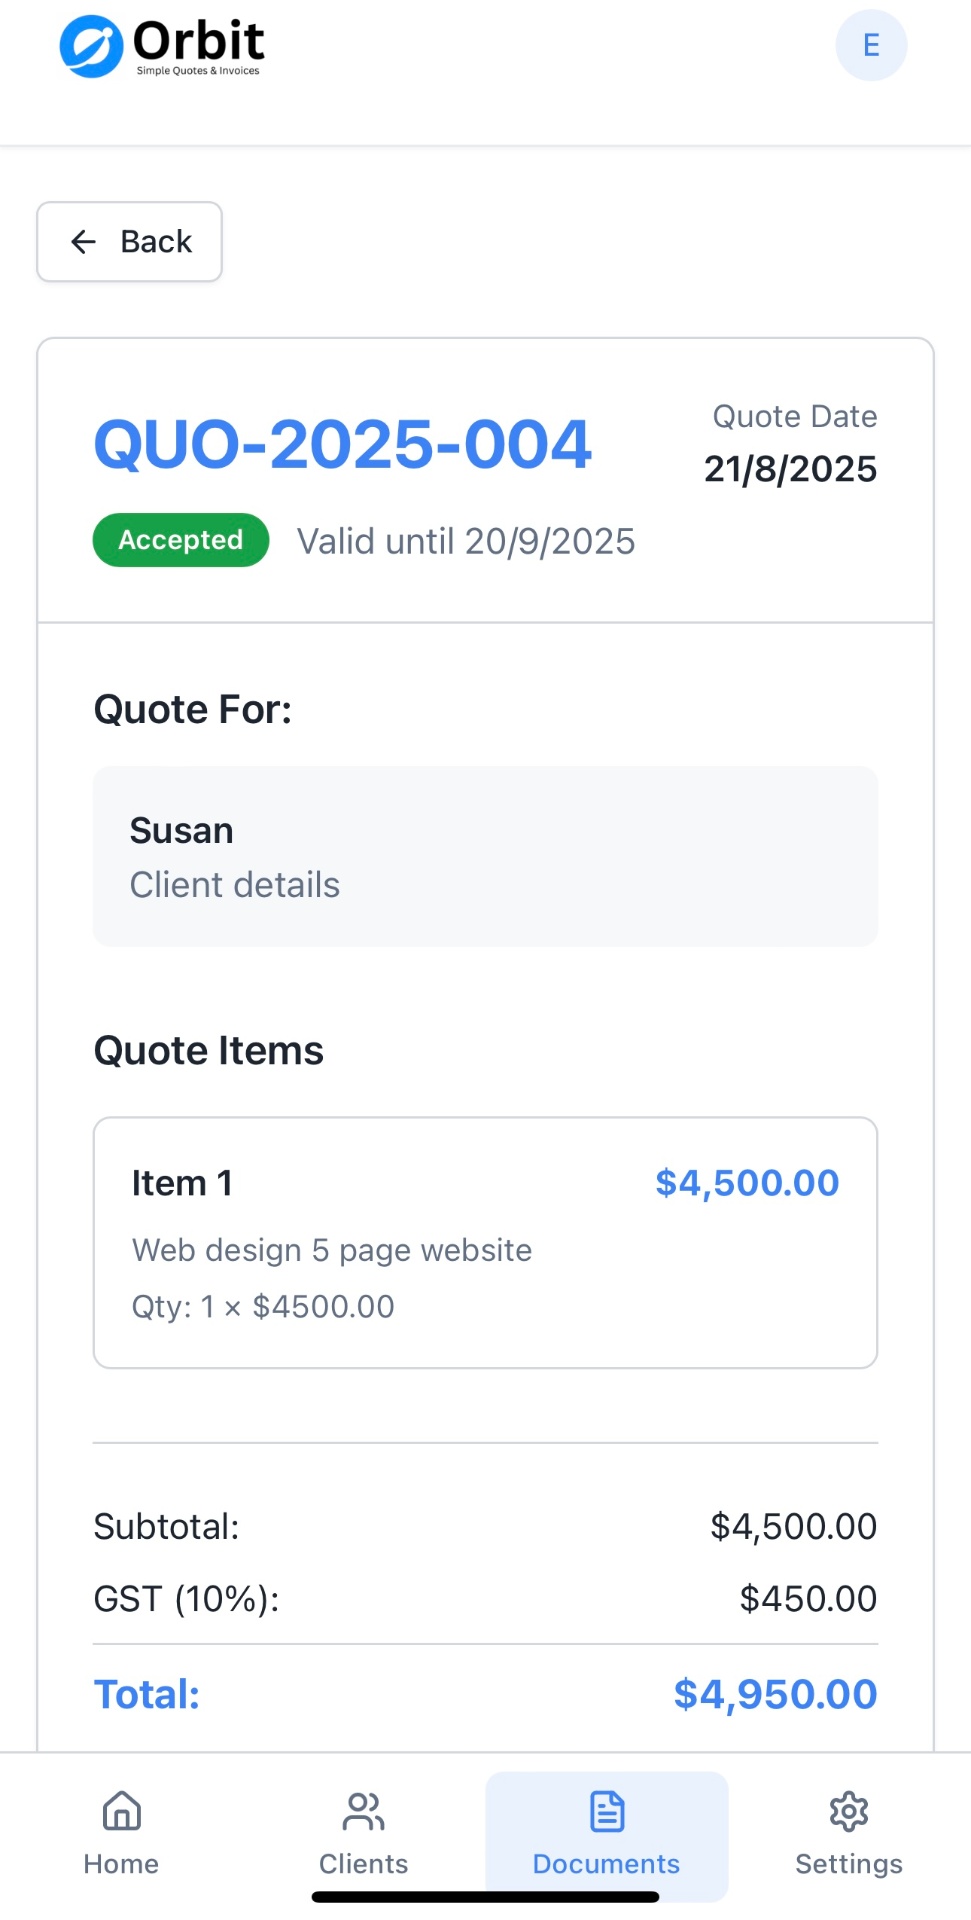 Orbit
Simple Quotes & Invoices
E
← Back
QUO-2025-004
Quote Date
21/8/2025
Accepted
Valid until 20/9/2025
Quote For:
Susan
Client details
Quote Items
Item 1 $4,500.00
Web design 5 page website
Qty: 1 × $4500.00
Subtotal: $4,500.00
GST (10%): $450.00
Total: $4,950.00
Home Clients Documents Settings